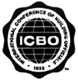 INTERNATIONAL CONFERENCE OF BUILDING OFFICIALS
ICBO
1922